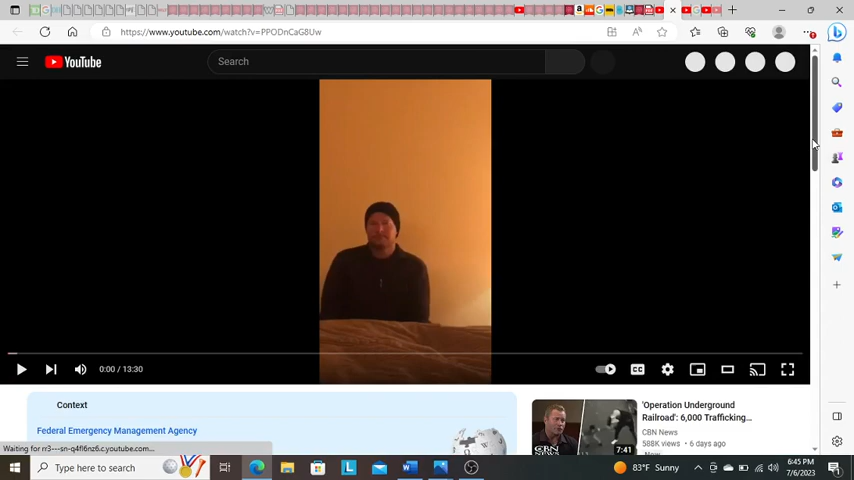 https://www.youtube.com/watch?v=PPODnCaG8Uw
YouTube
Search
0:00 / 13:30
CC
Context
Federal Emergency Management Agency
'Operation Underground
Railroad': 6,000 Trafficking...
CBN News
588K views • 6 days ago
7:41
Waiting for rr3---sn-q4fl6nz6.c.youtube.com...
Type here to search
83°F Sunny
6:45 PM
7/6/2023